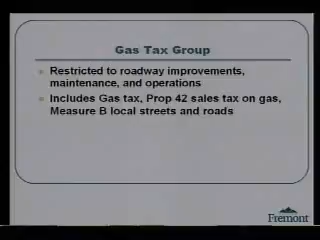 Gas Tax Group
Restricted to roadway improvements,
maintenance, and operations
Includes Gas tax, Prop 42 sales tax on gas,
Measure B local streets and roads
Fremont